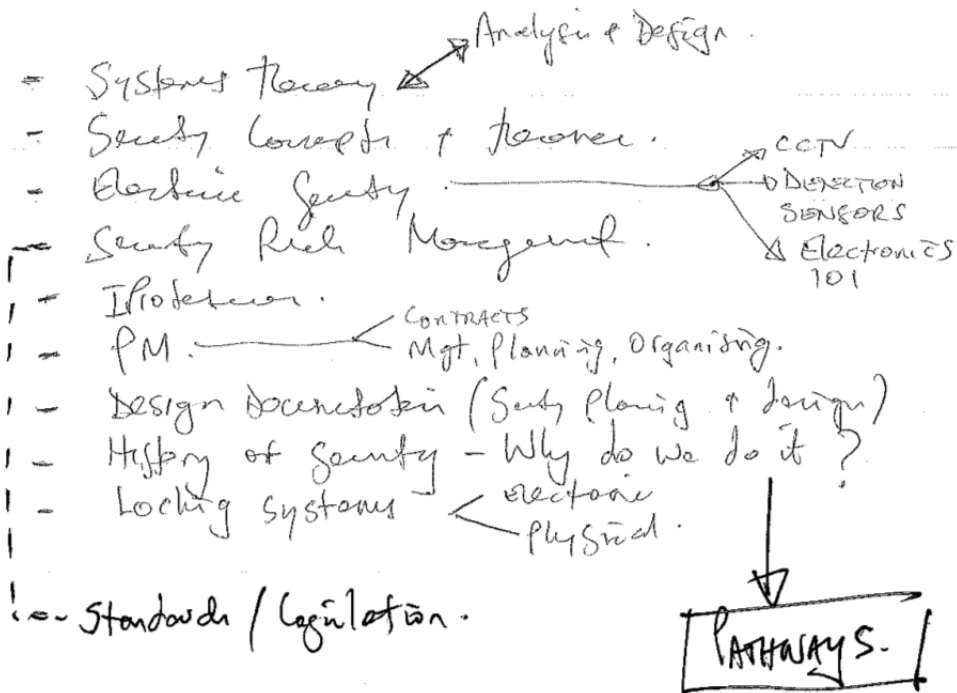 Analysis & Design.
- Systems Theory
- Security Concepts +
CCTV
- Electronic Security.
DETECTION
SENSORS
- Security Risk Management.
Electronics
101
CONTRACTS
- PM.
Mgt, Planning, Organising.
- Design Documentation (Security Planning & design)
- History of Security - Why do we do it?
- Locking Systems
electronic
physical.
- Standards / Legislation.
PATHWAYS.